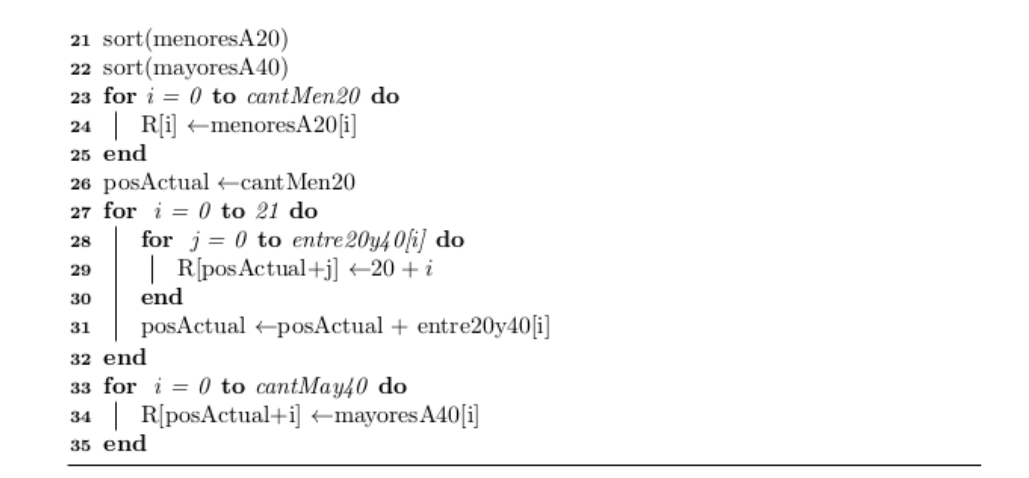 21 sort(menoresA20)
22 sort(mayoresA40)
23 for i = 0 to cantMen20 do
24 R[i] ←menoresA20[i]
25 end
26 posActual ←cantMen20
27 for i = 0 to 21 do
28 for j = 0 to entre20y40[i] do
29 R[posActual+j] ←20 + i
30 end
31 posActual ←posActual + entre20y40[i]
32 end
33 for i = 0 to cantMay40 do
34 R[posActual+i] ←mayoresA40[i]
35 end